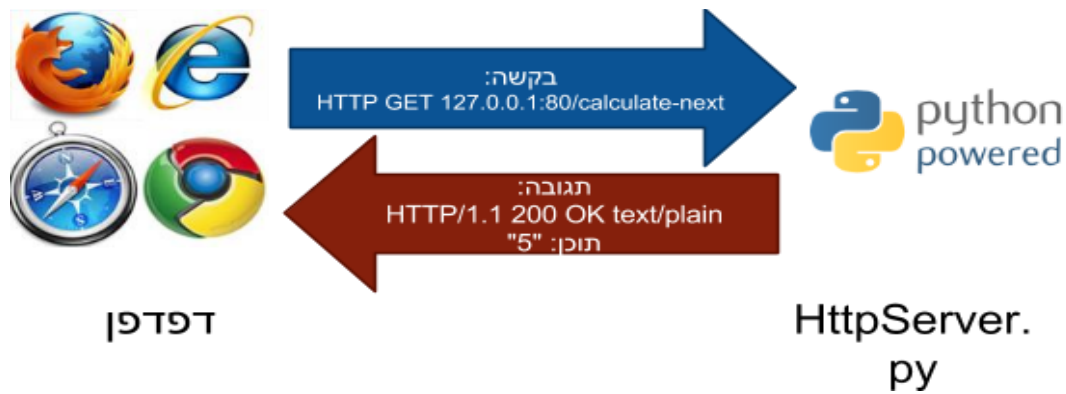 בקשה:
HTTP GET 127.0.0.1:80/calculate-next
python
powered
תגובה:
HTTP/1.1 200 OK text/plain
תוכן: "5"
דפדפן
HttpServer.
py